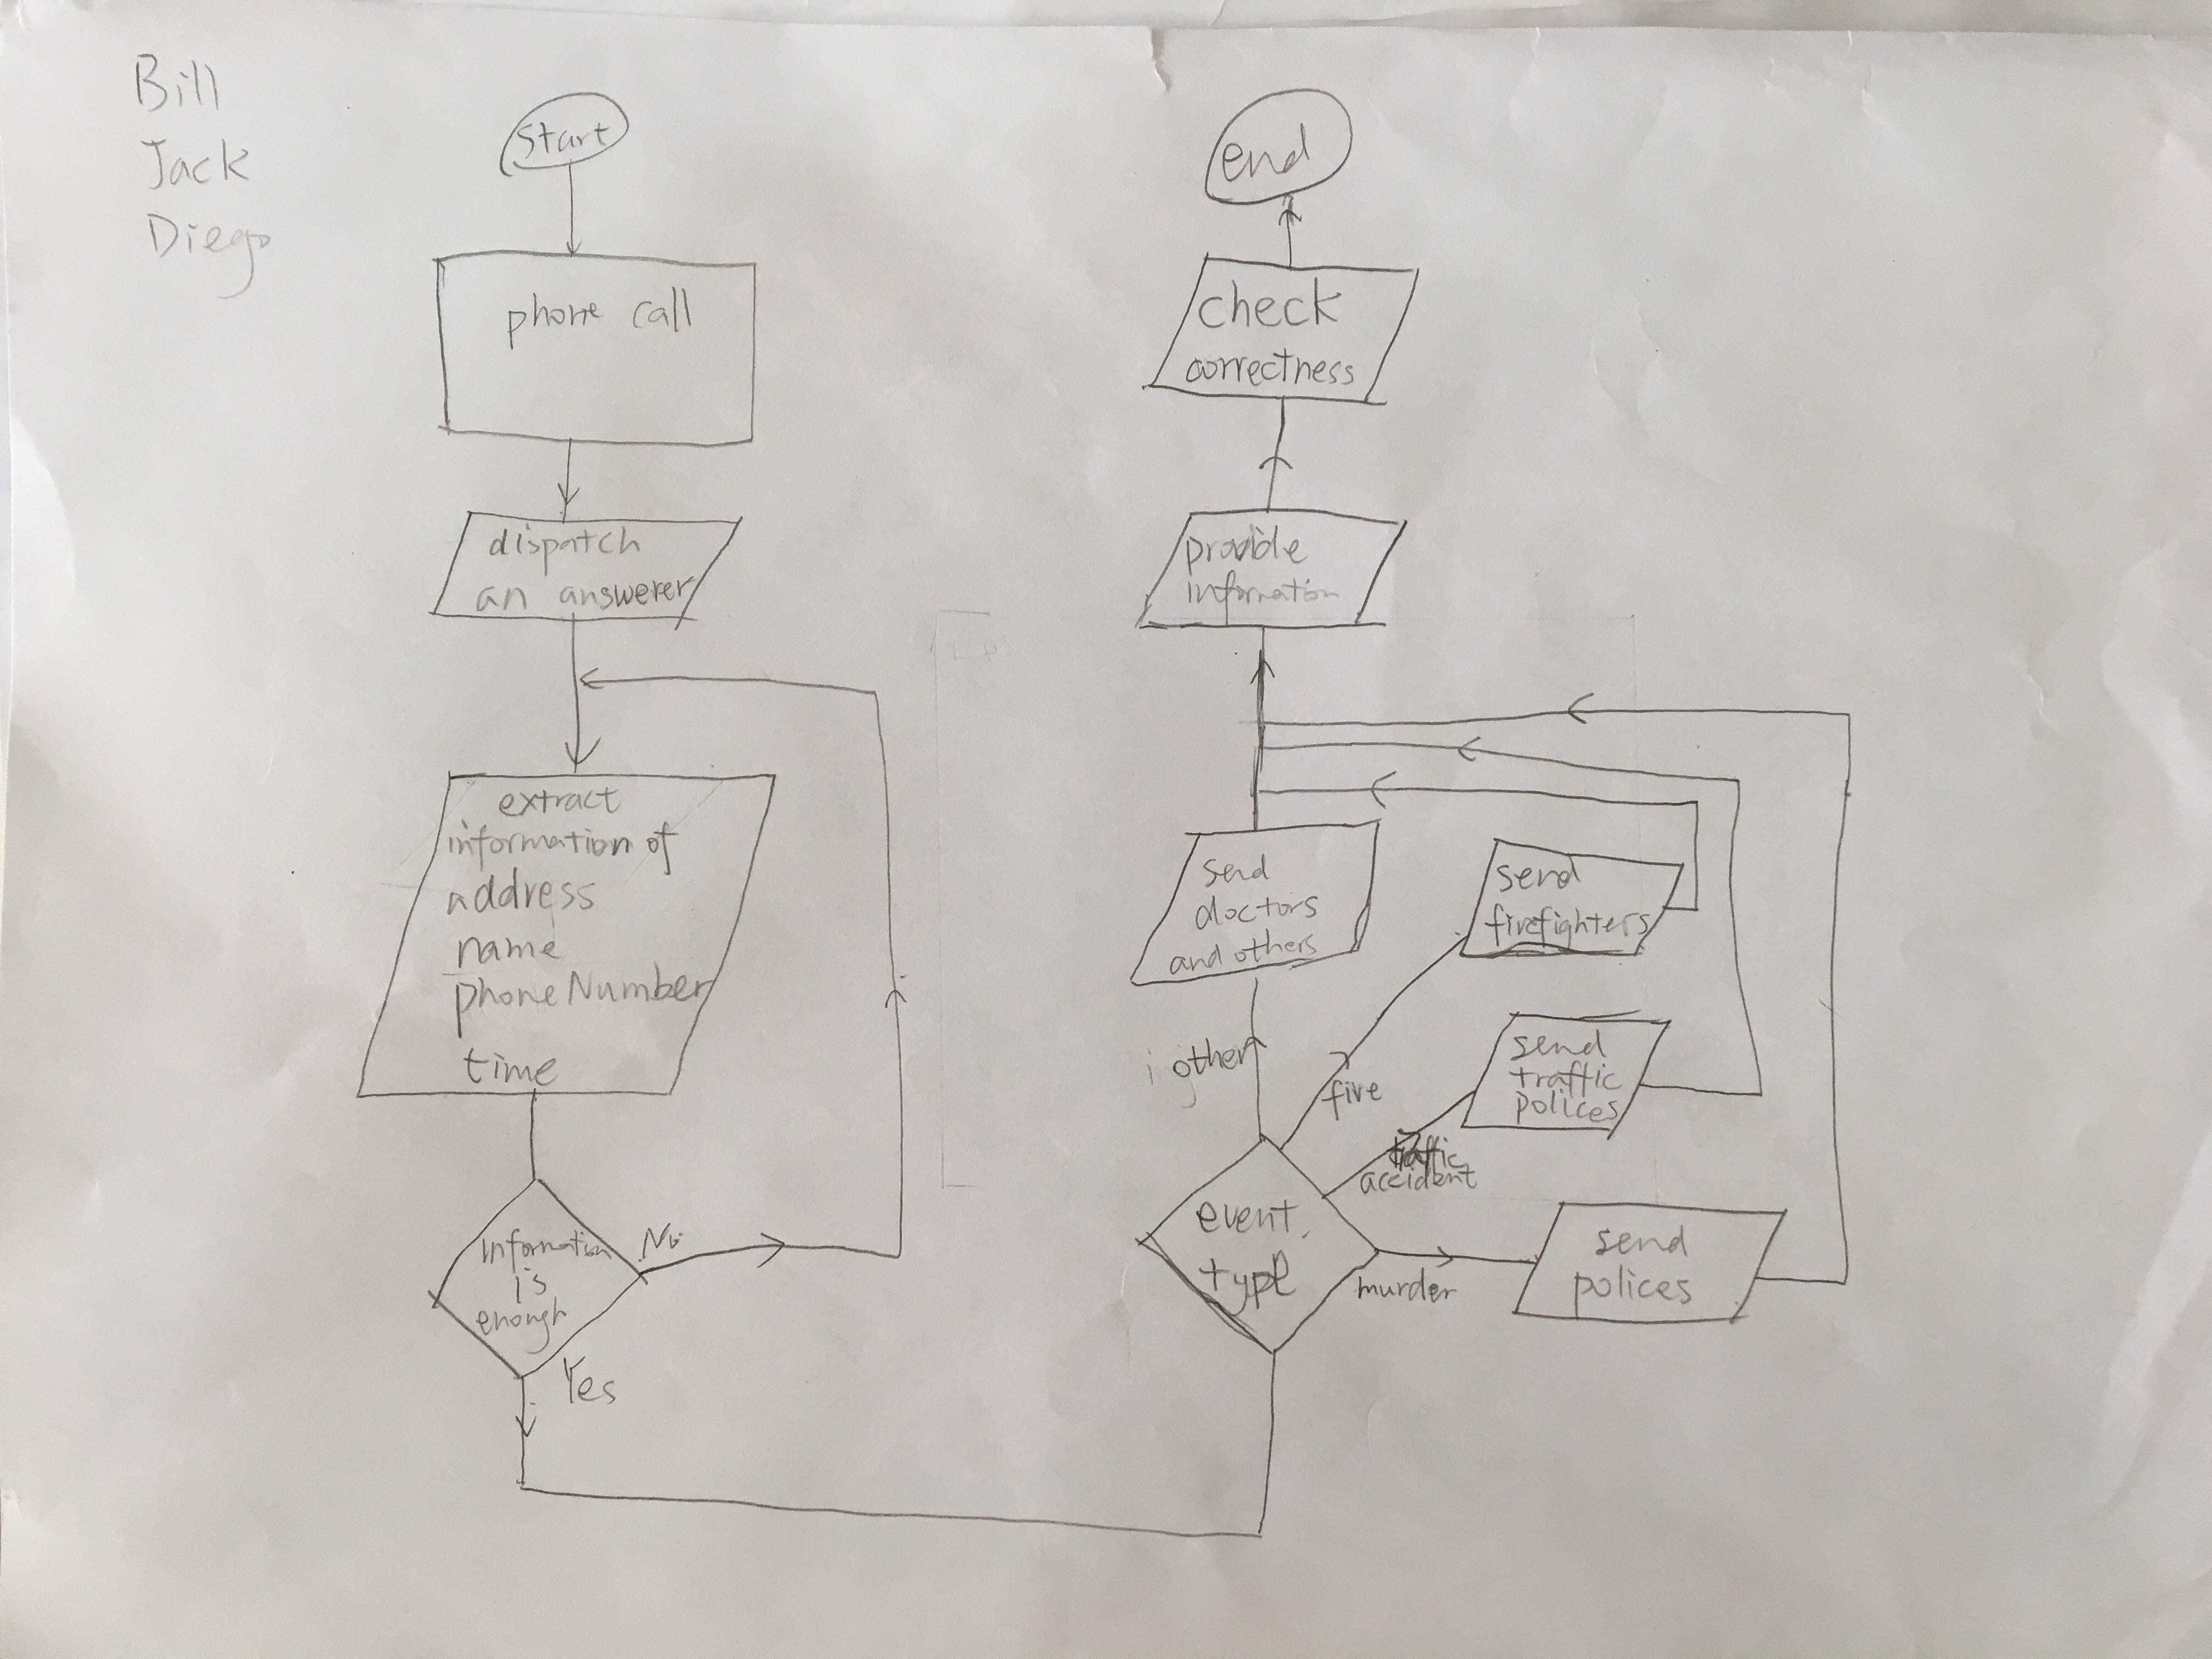 Bill
Jack
Diego
start
phone call
dispatch
an answerer
extract
information of
address
name
phoneNumber
time
information
is
enough
No
Yes
end
check
correctness
provide
information
send
doctors
and others
send
firefighters
send
traffic
polices
send
polices
other
fire
traffic
accident
murder
event
type